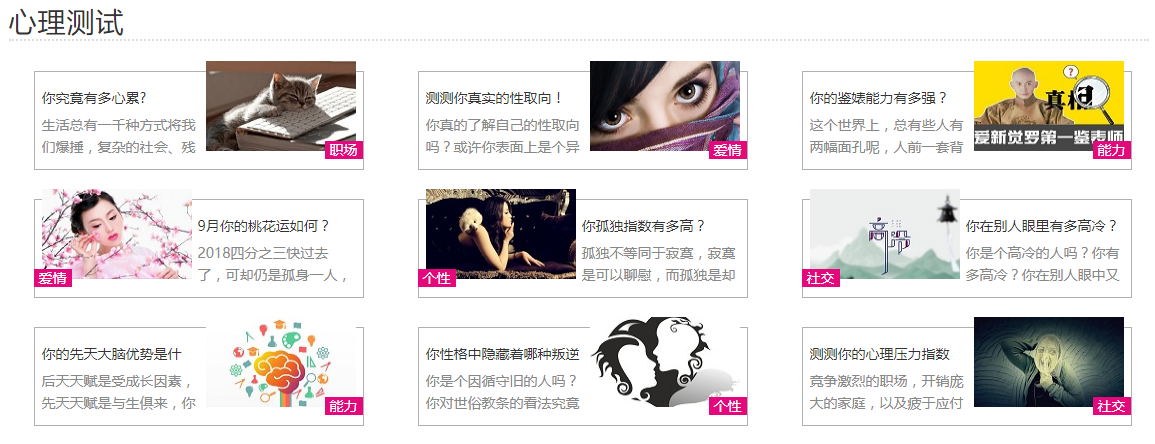 心理测试
你究竟有多心累?
生活总有一千种方式将我
们爆捶，复杂的社会、残
职场
测测你真实的性取向！
你真的了解自己的性取向
吗？或许你表面上是个异
爱情
你的鉴婊能力有多强？
这个世界上，总有些人有
两幅面孔呢，人前一套背
?
真相
爱新觉罗第一鉴表师
能力
爱情
9月你的桃花运如何？
2018四分之三快过去
了，可却仍是孤身一人，
个性
你孤独指数有多高？
孤独不等同于寂寞，寂寞
是可以聊慰，而孤独是却
高冷
社交
你在别人眼里有多高冷？
你是个高冷的人吗？你有
多高冷？你在别人眼中又
你的先天大脑优势是什
后天天赋是受成长因素，
先天天赋是与生俱来，你
能力
你性格中隐藏着哪种叛逆
你是个因循守旧的人吗？
你对世俗教条的看法究竟
个性
测测你的心理压力指数
竞争激烈的职场，开销庞
大的家庭，以及疲于应付
社交